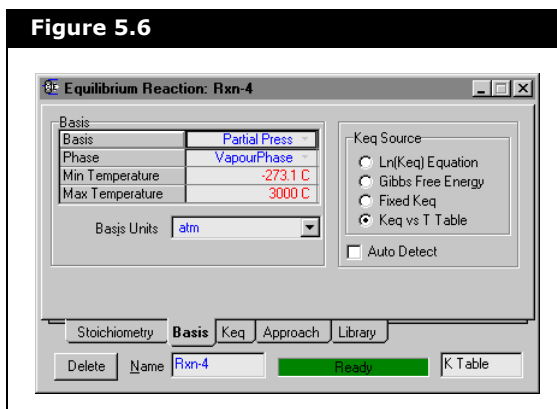 Figure 5.6
Equilibrium Reaction: Rxn-4
Basis
Basis Partial Press
Phase VapourPhase
Min Temperature -273.1 C
Max Temperature 3000 C
Basis Units atm
Keq Source
Ln(Keq) Equation
Gibbs Free Energy
Fixed Keq
Keq vs T Table
Auto Detect
Stoichiometry Basis Keq Approach Library
Delete Name Rxn-4 Ready K Table